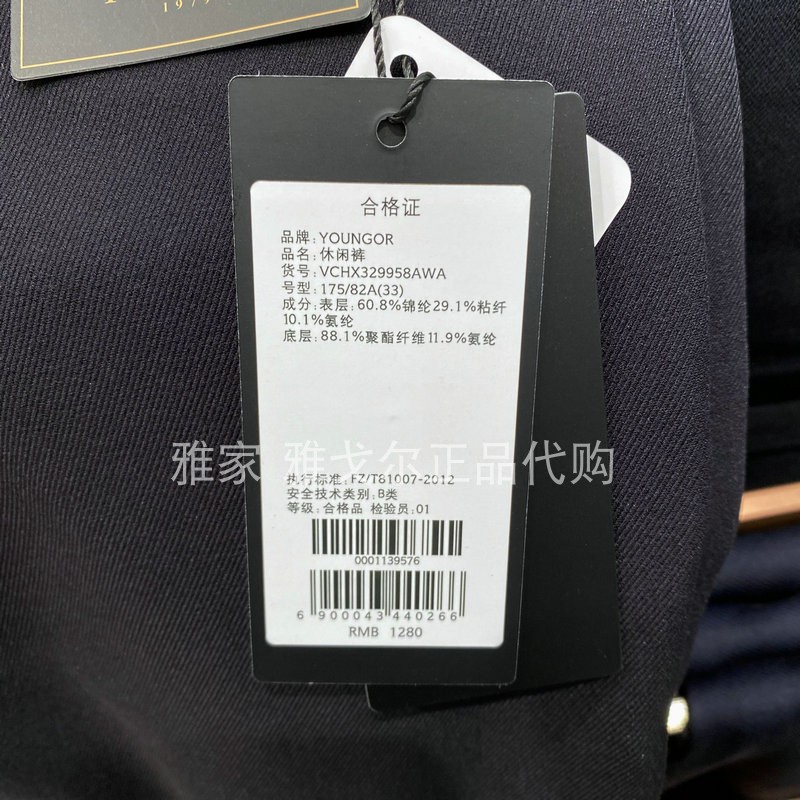 合格证
品牌:YOUNGOR
品名:休闲裤
货号:VCHX329958AWA
号型:175/82A(33)
成分:表层:60.8%锦纶29.1%粘纤
10.1%氨纶
底层:88.1%聚酯纤维11.9%氨纶
雅家 雅戈尔正品代购
执行标准:FZ/T81007-2012
安全技术类别:B类
等级:合格品 检验员:01
0001139576
6 900043 440266
RMB 1280